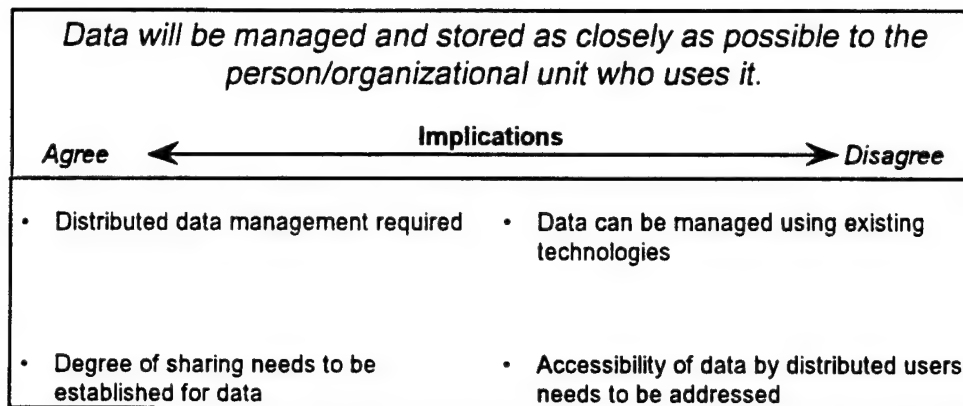 Data will be managed and stored as closely as possible to the
person/organizational unit who uses it.
Implications
Agree Disagree
• Distributed data management required
• Data can be managed using existing
technologies
• Degree of sharing needs to be
established for data
• Accessibility of data by distributed users
needs to be addressed